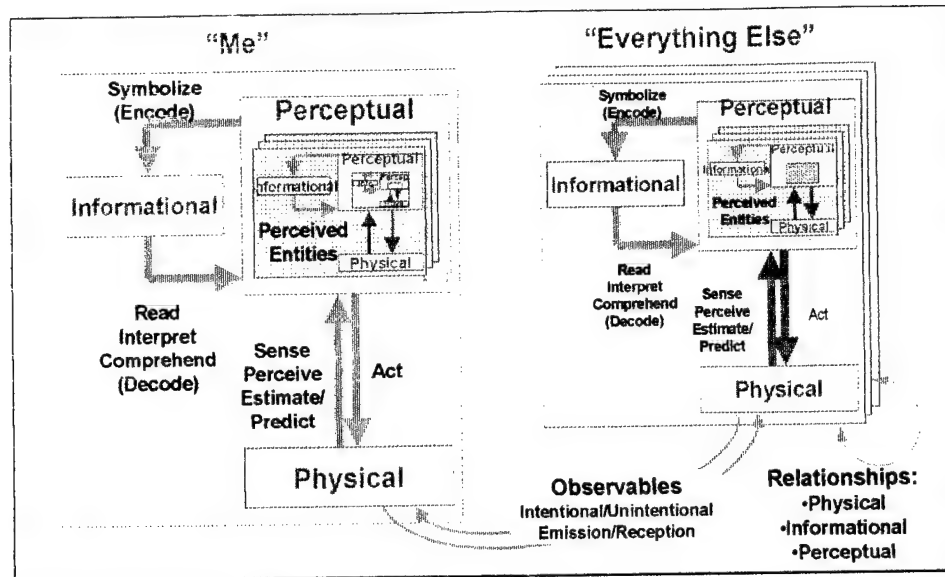 “Me”
Symbolize
(Encode)
Perceptual
Perceptual
Informational
Informational
Perceived
Entities
Physical
Read
Interpret
Comprehend
(Decode)
Sense
Perceive
Estimate/
Predict
Act
Physical
“Everything Else”
Symbolize
(Encode)
Perceptual
Perceptual
Informational
Informational
Perceived
Entities
Physical
Read
Interpret
Comprehend
(Decode)
Sense
Perceive
Estimate/
Predict
Act
Physical
Observables
Intentional/Unintentional
Emission/Reception
Relationships:
•Physical
•Informational
•Perceptual